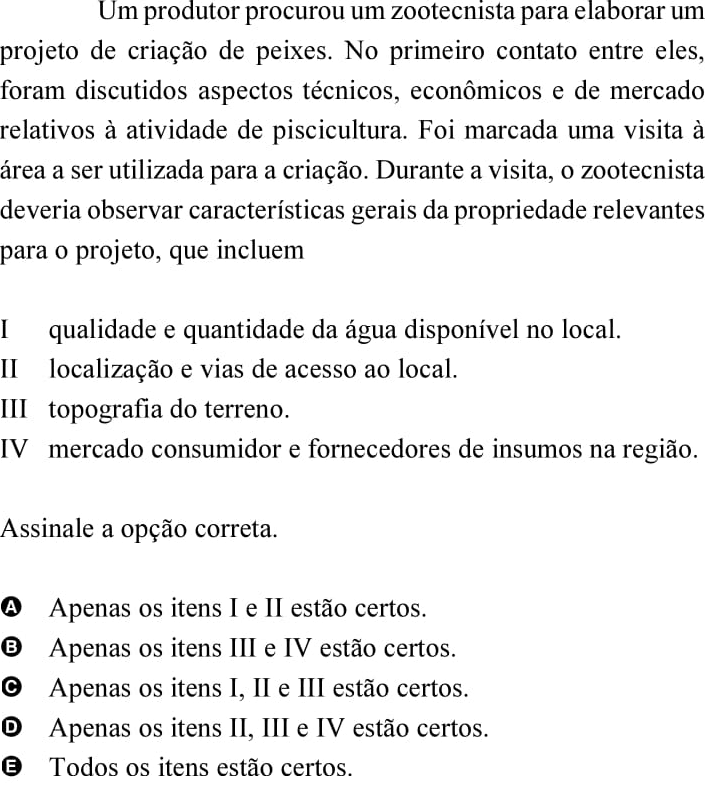 Um produtor procurou um zootecnista para elaborar um
projeto de criação de peixes. No primeiro contato entre eles,
foram discutidos aspectos técnicos, econômicos e de mercado
relativos à atividade de piscicultura. Foi marcada uma visita à
área a ser utilizada para a criação. Durante a visita, o zootecnista
deveria observar características gerais da propriedade relevantes
para o projeto, que incluem
I qualidade e quantidade da água disponível no local.
II localização e vias de acesso ao local.
III topografia do terreno.
IV mercado consumidor e fornecedores de insumos na região.
Assinale a opção correta.
A Apenas os itens I e II estão certos.
B Apenas os itens III e IV estão certos.
C Apenas os itens I, II e III estão certos.
D Apenas os itens II, III e IV estão certos.
E Todos os itens estão certos.